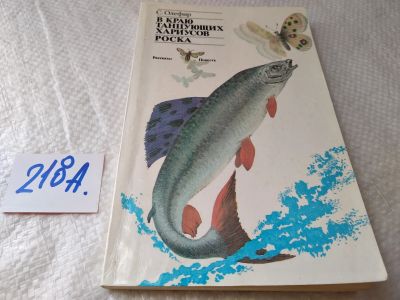 С. Олефир
В КРАЮ
ТАНЦУЮЩИХ
ХАРИУСОВ
РОСКА
Рассказы Повесть
218А.